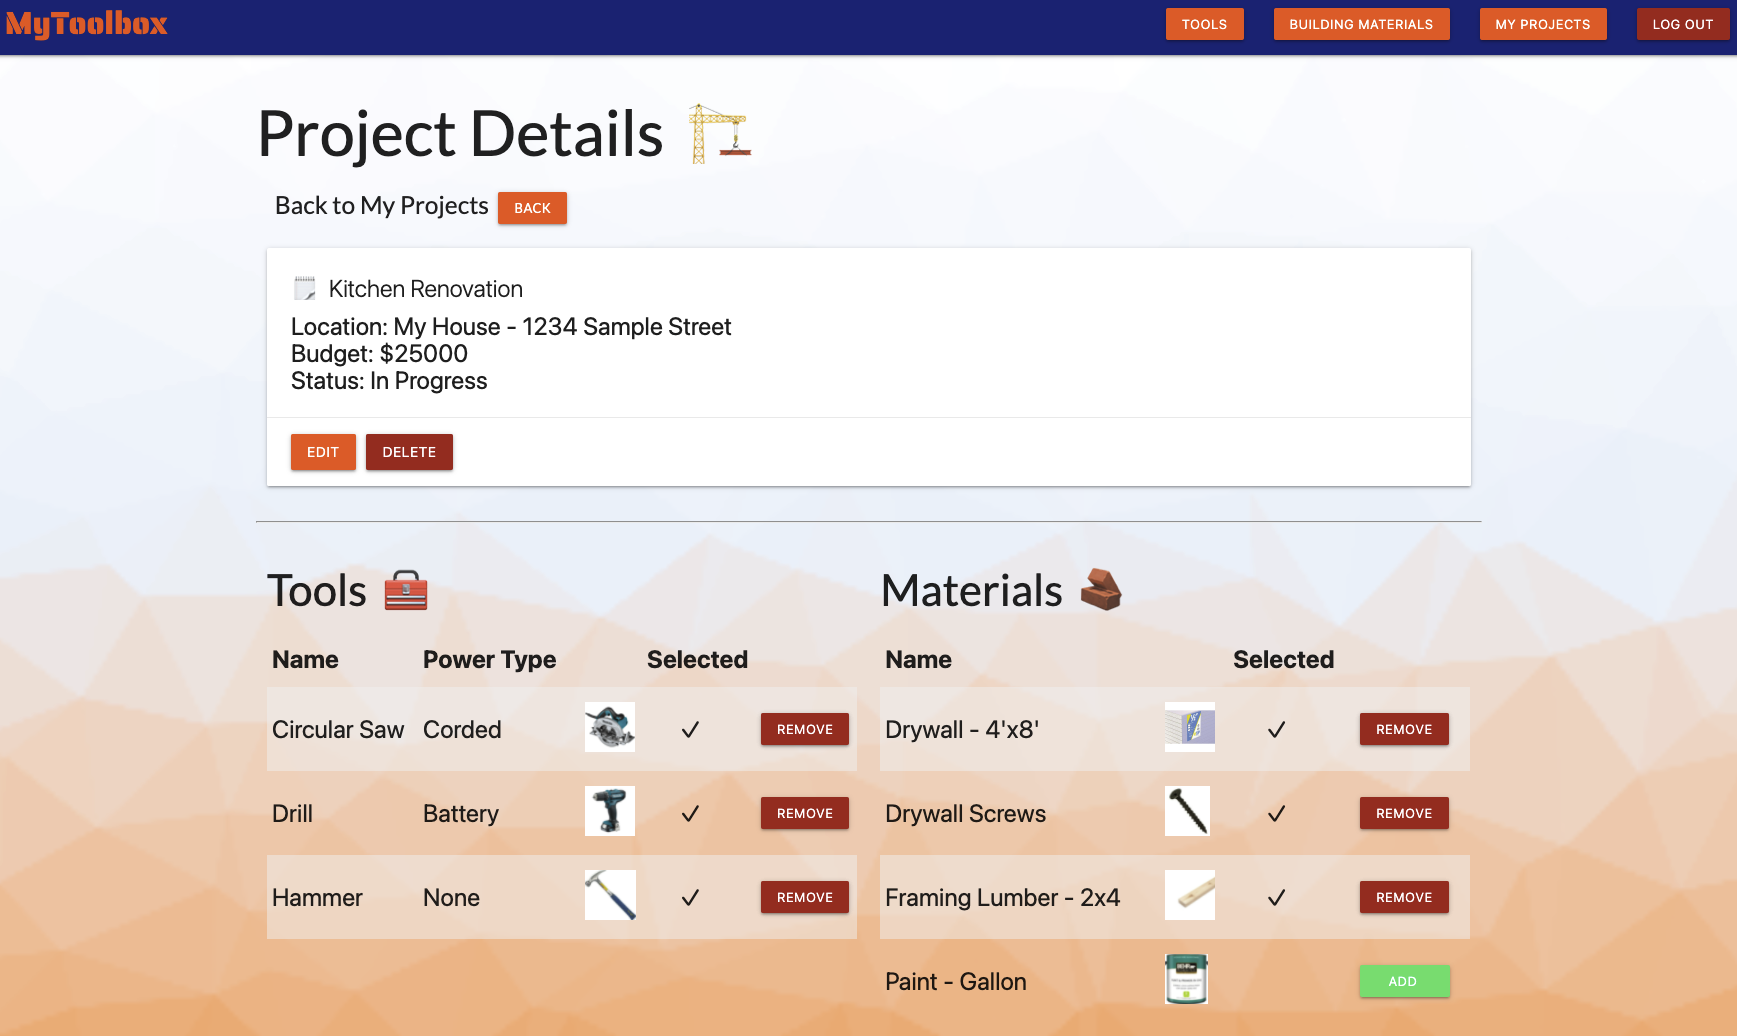 MyToolbox
TOOLS
BUILDING MATERIALS
MY PROJECTS
LOG OUT
Project Details
Back to My Projects BACK
Kitchen Renovation
Location: My House - 1234 Sample Street
Budget: $25000
Status: In Progress
EDIT DELETE
Tools
Name Power Type Selected
Circular Saw Corded ✓ REMOVE
Drill Battery ✓ REMOVE
Hammer None ✓ REMOVE
Materials
Name Selected
Drywall - 4'x8' ✓ REMOVE
Drywall Screws ✓ REMOVE
Framing Lumber - 2x4 ✓ REMOVE
Paint - Gallon ADD